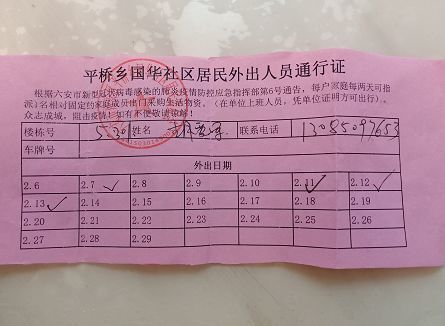 平桥乡国华社区居民外出人员通行证
根据六安市新型冠状病毒感染的肺炎疫情防控应急指挥部第6号通告，每户家庭每两天可指
派1名相对固定的家庭成员出门采购生活物资。（在单位上班人员，凭单位证明方可出行）。
众志成城，阻击疫情！如有不便敬请谅解！
楼栋号 5.301 姓名 联系电话 13085097653
车牌号
外出日期
2.6 2.7 ✓ 2.8 2.9 2.10 2.11 ✓ 2.12 ✓
2.13 ✓ 2.14 2.15 2.16 2.17 2.18 2.19
2.20 2.21 2.22 2.23 2.24 2.25 2.26
2.27 2.28 2.29